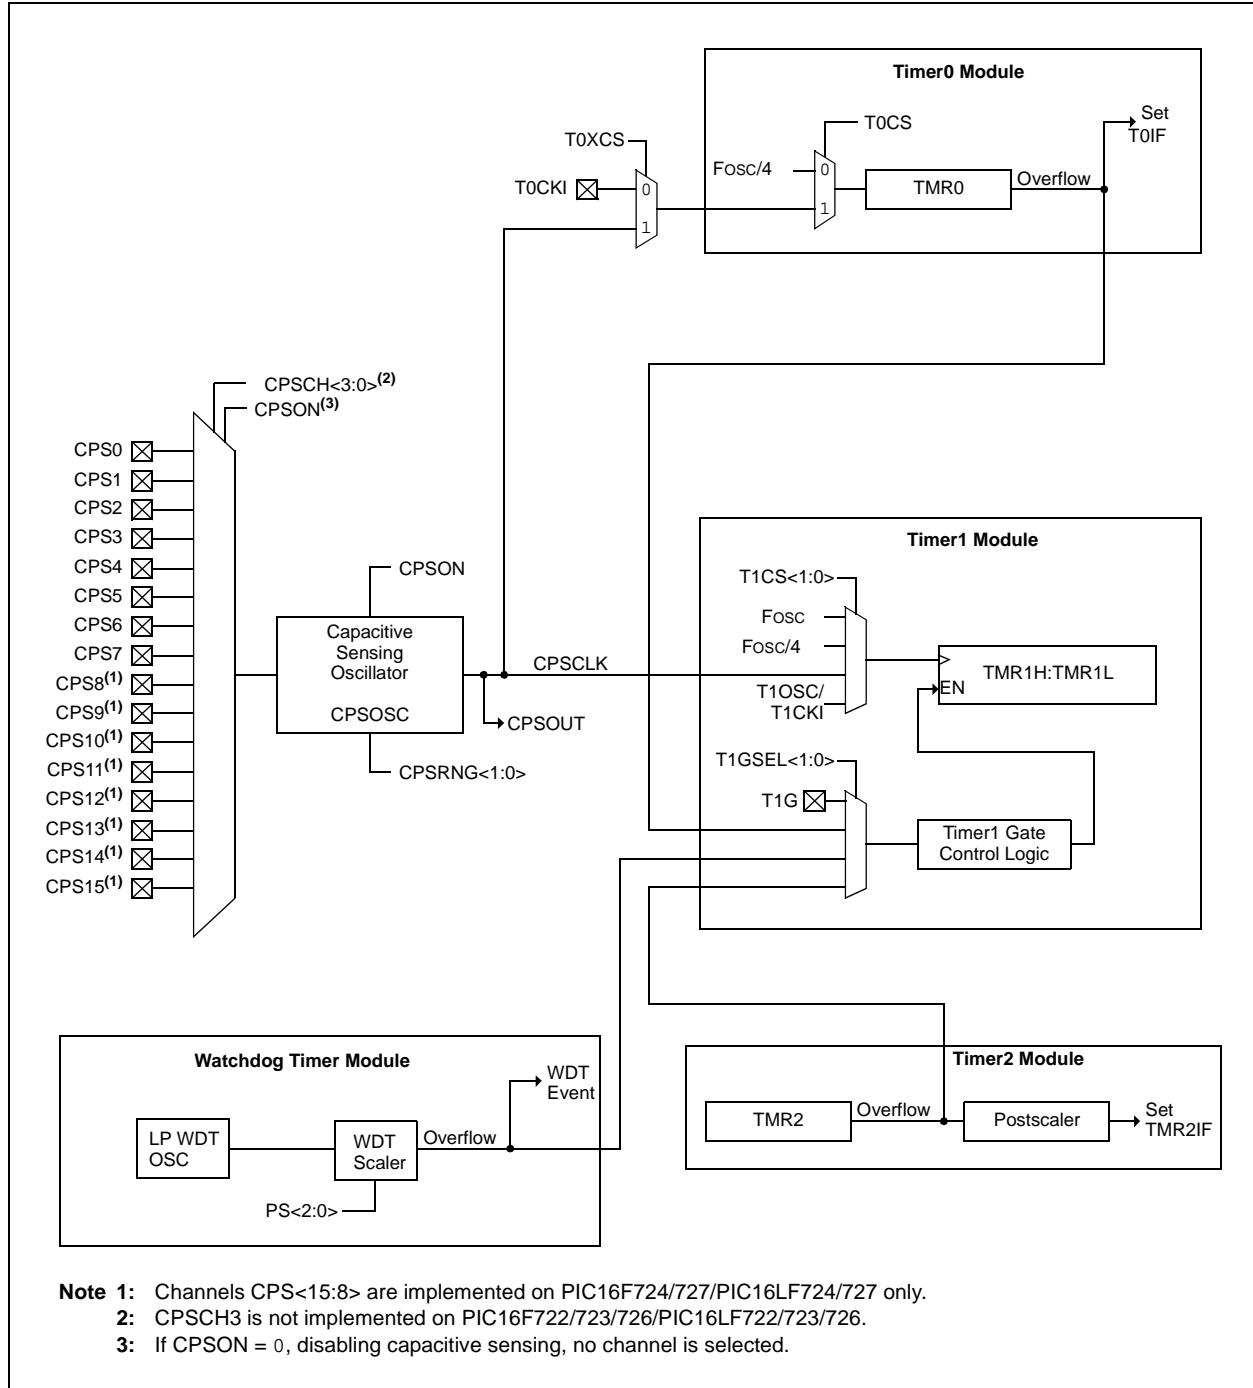 Timer0 Module
T0XCS
T0CS
Set
T0IF
FOSC/4
0
TMR0
Overflow
T0CKI
0
1
1
CPSCH<3:0>(2)
CPSON(3)
CPS0
CPS1
CPS2
CPS3
CPS4
CPS5
CPS6
CPS7
CPS8(1)
CPS9(1)
CPS10(1)
CPS11(1)
CPS12(1)
CPS13(1)
CPS14(1)
CPS15(1)
CPSON
Capacitive
Sensing
Oscillator
CPSOSC
CPSRNG<1:0>
CPSCLK
CPSOUT
Timer1 Module
T1CS<1:0>
FOSC
FOSC/4
T1OSC/
T1CKI
TMR1H:TMR1L
EN
T1GSEL<1:0>
T1G
Timer1 Gate
Control Logic
Watchdog Timer Module
WDT
Event
LP WDT
OSC
WDT
Scaler
Overflow
PS<2:0>
Timer2 Module
TMR2
Overflow
Postscaler
Set
TMR2IF
Note 1: Channels CPS<15:8> are implemented on PIC16F724/727/PIC16LF724/727 only.
2: CPSCH3 is not implemented on PIC16F722/723/726/PIC16LF722/723/726.
3: If CPSON = 0, disabling capacitive sensing, no channel is selected.